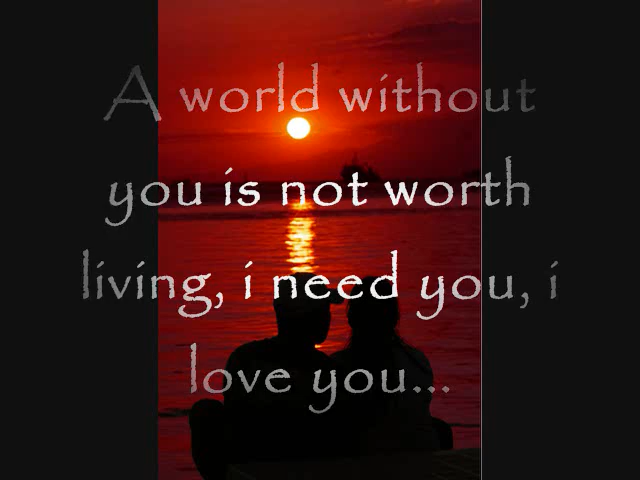 A world without
you is not worth
living, i need you, i
love you...